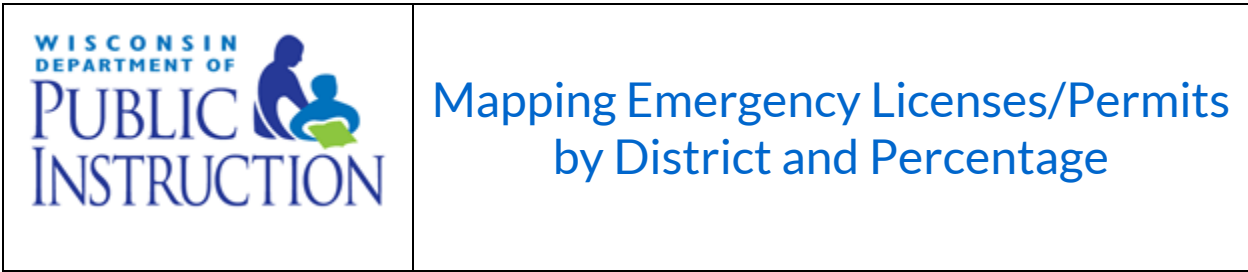 WISCONSIN
DEPARTMENT OF
PUBLIC
INSTRUCTION
Mapping Emergency Licenses/Permits
by District and Percentage